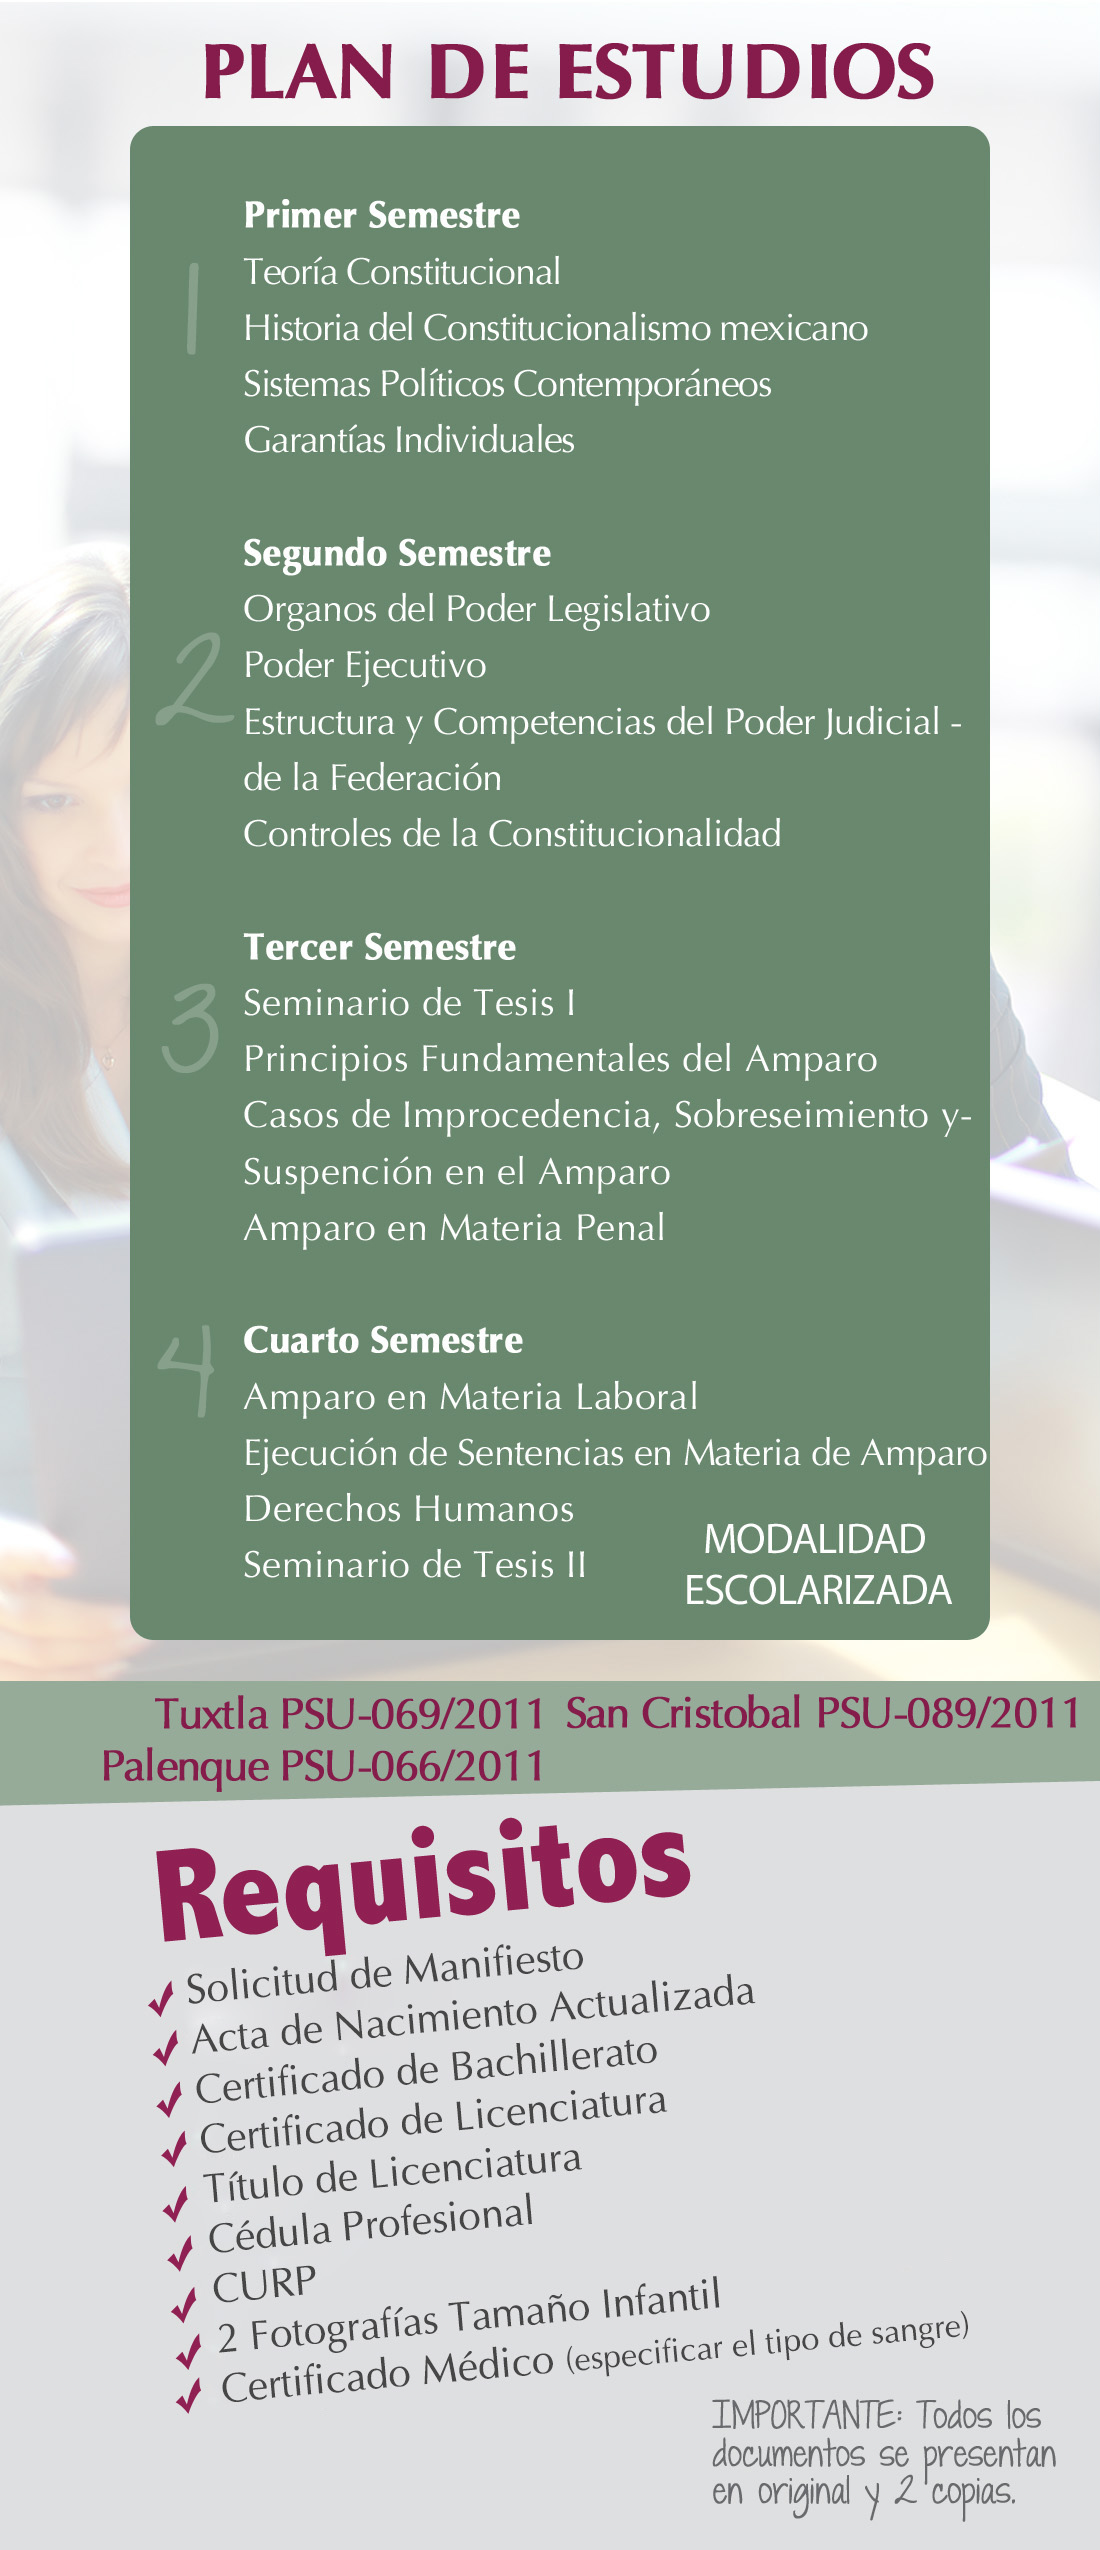 PLAN DE ESTUDIOS
1
Primer Semestre
Teoría Constitucional
Historia del Constitucionalismo mexicano
Sistemas Políticos Contemporáneos
Garantías Individuales
2
Segundo Semestre
Organos del Poder Legislativo
Poder Ejecutivo
Estructura y Competencias del Poder Judicial -
de la Federación
Controles de la Constitucionalidad
3
Tercer Semestre
Seminario de Tesis I
Principios Fundamentales del Amparo
Casos de Improcedencia, Sobreseimiento y-
Suspención en el Amparo
Amparo en Materia Penal
4
Cuarto Semestre
Amparo en Materia Laboral
Ejecución de Sentencias en Materia de Amparo
Derechos Humanos
Seminario de Tesis II
MODALIDAD
ESCOLARIZADA
Tuxtla PSU-069/2011 San Cristobal PSU-089/2011
Palenque PSU-066/2011
Requisitos
Solicitud de Manifiesto
Acta de Nacimiento Actualizada
Certificado de Bachillerato
Certificado de Licenciatura
Título de Licenciatura
Cédula Profesional
CURP
2 Fotografías Tamaño Infantil
Certificado Médico (especificar el tipo de sangre)
IMPORTANTE: Todos los
documentos se presentan
en original y 2 copias.